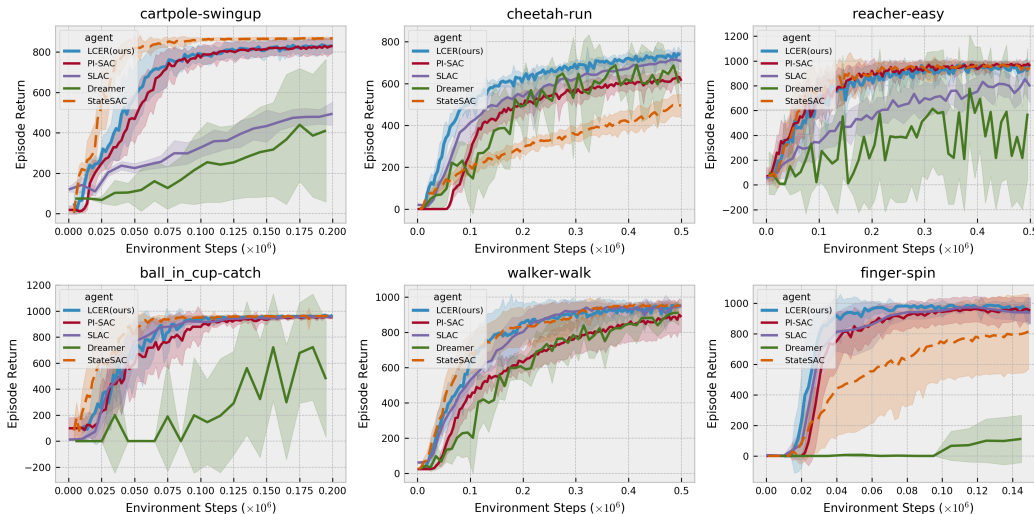 cartpole-swingup
agent
LCER(ours)
PI-SAC
SLAC
Dreamer
StateSAC
Episode Return
800
600
400
200
0
0.000 0.025 0.050 0.075 0.100 0.125 0.150 0.175 0.200
Environment Steps (×10⁶)
cheetah-run
agent
LCER(ours)
PI-SAC
SLAC
Dreamer
StateSAC
Episode Return
800
600
400
200
0
0.0 0.1 0.2 0.3 0.4 0.5
Environment Steps (×10⁶)
reacher-easy
agent
LCER(ours)
PI-SAC
SLAC
Dreamer
StateSAC
Episode Return
1200
1000
800
600
400
200
0
−200
0.0 0.1 0.2 0.3 0.4 0.5
Environment Steps (×10⁶)
ball_in_cup-catch
agent
LCER(ours)
PI-SAC
SLAC
Dreamer
StateSAC
Episode Return
1200
1000
800
600
400
200
0
−200
0.000 0.025 0.050 0.075 0.100 0.125 0.150 0.175 0.200
Environment Steps (×10⁶)
walker-walk
agent
LCER(ours)
PI-SAC
SLAC
Dreamer
StateSAC
Episode Return
1000
800
600
400
200
0
0.0 0.1 0.2 0.3 0.4 0.5
Environment Steps (×10⁶)
finger-spin
agent
LCER(ours)
PI-SAC
SLAC
Dreamer
StateSAC
Episode Return
1000
800
600
400
200
0
0.00 0.02 0.04 0.06 0.08 0.10 0.12 0.14
Environment Steps (×10⁶)